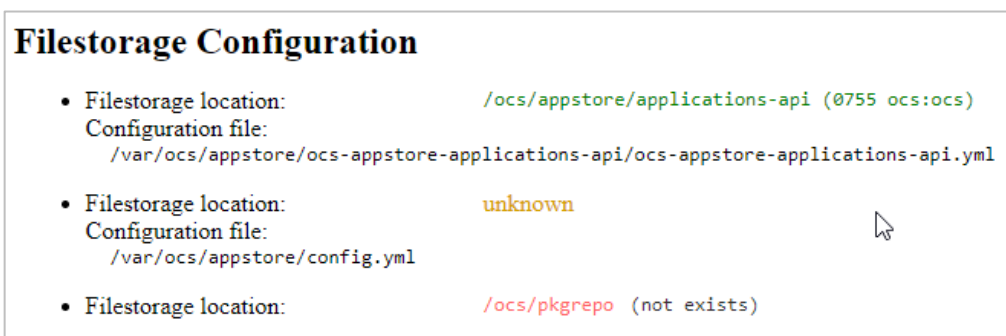 Filestorage Configuration
Filestorage location: /ocs/appstore/applications-api (0755 ocs:ocs)
Configuration file:
/var/ocs/appstore/ocs-appstore-applications-api/ocs-appstore-applications-api.yml
Filestorage location: unknown
Configuration file:
/var/ocs/appstore/config.yml
Filestorage location: /ocs/pkgrepo (not exists)